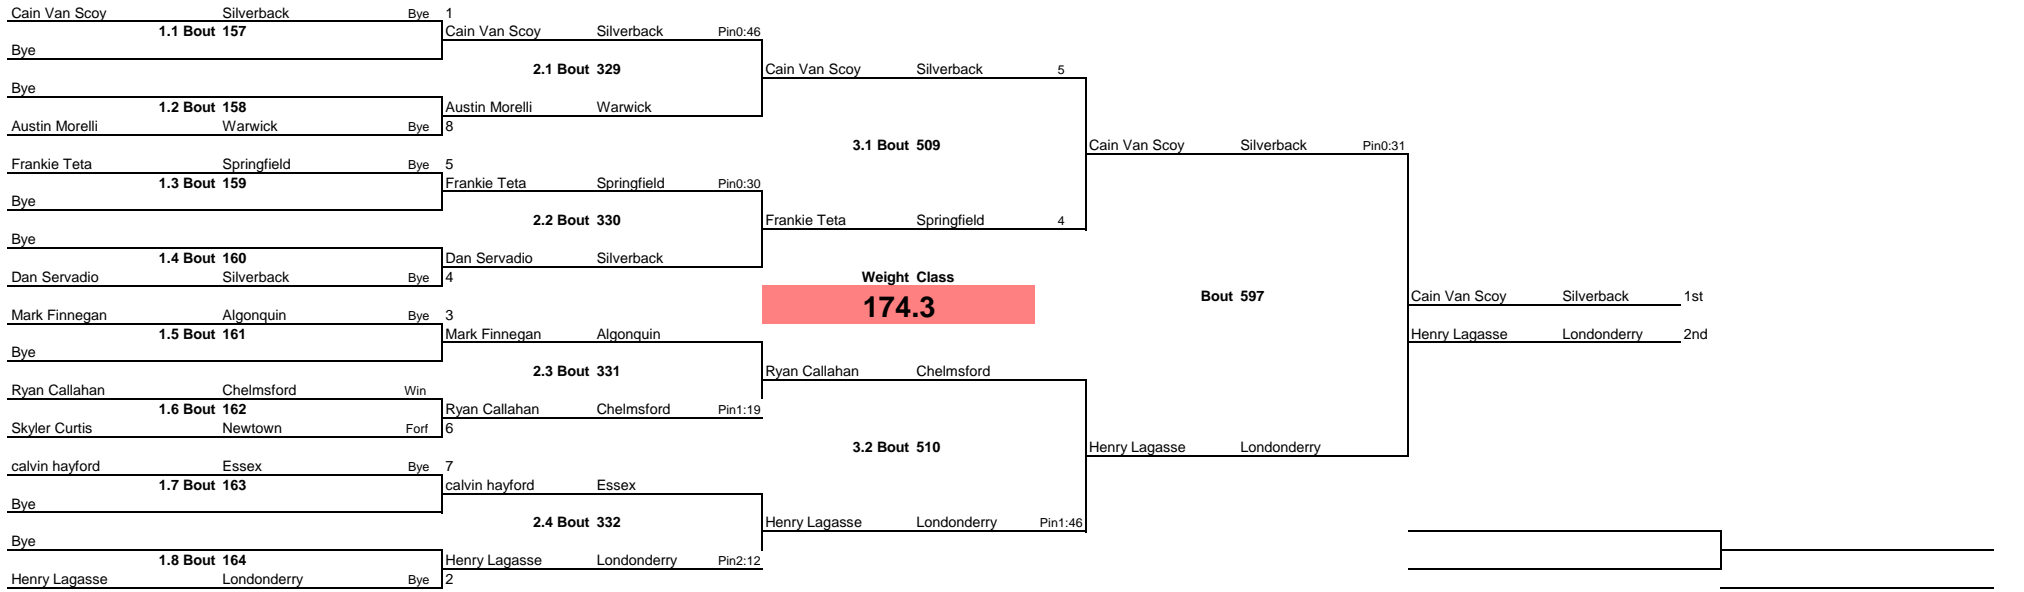 Cain Van Scoy Silverback Bye 1
1.1 Bout 157 Cain Van Scoy Silverback Pin0:46
Bye
2.1 Bout 329 Cain Van Scoy Silverback 5
Bye
1.2 Bout 158 Austin Morelli Warwick
Austin Morelli Warwick Bye 8
3.1 Bout 509 Cain Van Scoy Silverback Pin0:31
Frankie Teta Springfield Bye 5
1.3 Bout 159 Frankie Teta Springfield Pin0:30
Bye
2.2 Bout 330 Frankie Teta Springfield 4
Bye
1.4 Bout 160 Dan Servadio Silverback
Dan Servadio Silverback Bye 4 Weight Class
174.3 Bout 597 Cain Van Scoy Silverback 1st
Mark Finnegan Algonquin Bye 3
1.5 Bout 161 Mark Finnegan Algonquin Henry Lagasse Londonderry 2nd
Bye
2.3 Bout 331 Ryan Callahan Chelmsford
Ryan Callahan Chelmsford Win
1.6 Bout 162 Ryan Callahan Chelmsford Pin1:19
Skyler Curtis Newtown Forf 6
3.2 Bout 510 Henry Lagasse Londonderry
calvin hayford Essex Bye 7
1.7 Bout 163 calvin hayford Essex
Bye
2.4 Bout 332 Henry Lagasse Londonderry Pin1:46
Bye
1.8 Bout 164 Henry Lagasse Londonderry Pin2:12
Henry Lagasse Londonderry Bye 2